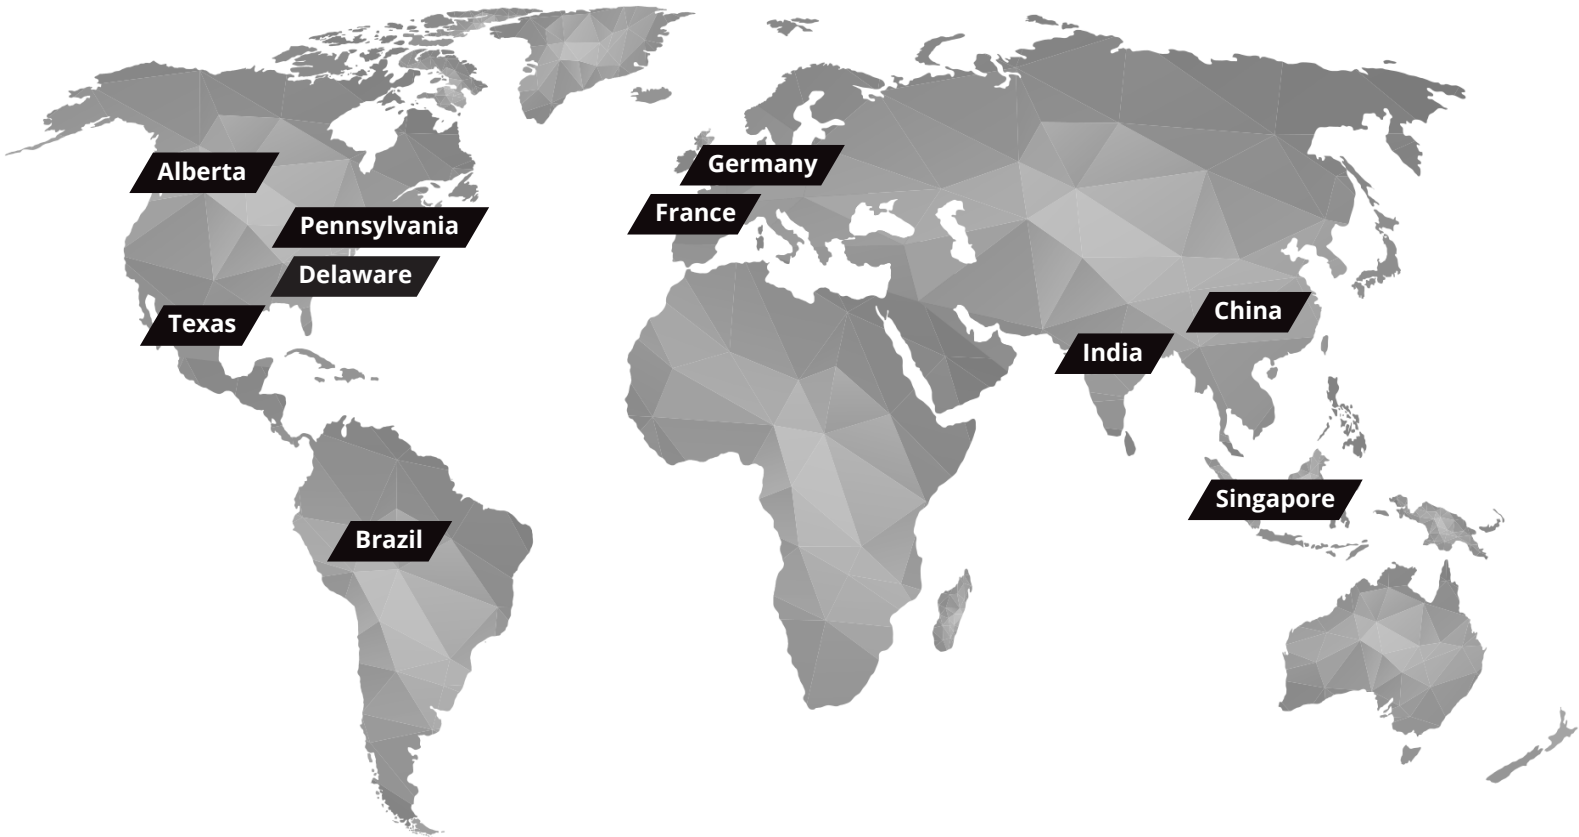 Germany
Alberta
France
Pennsylvania
Delaware
China
Texas
India
Singapore
Brazil